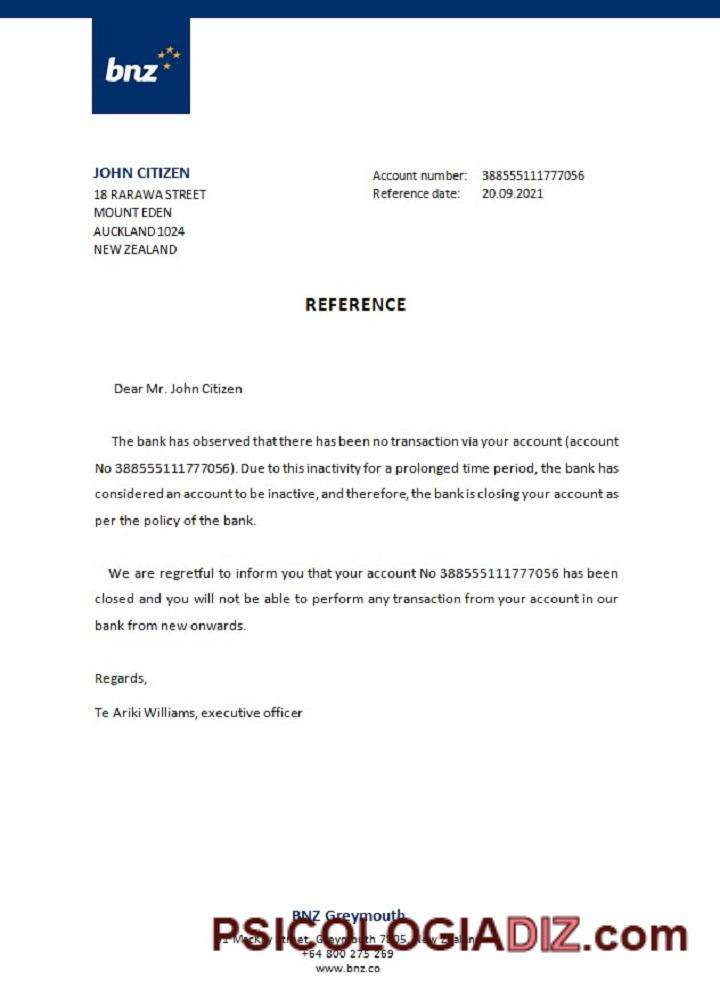 bnz
JOHN CITIZEN
18 RARAWA STREET
MOUNT EDEN
AUCKLAND 1024
NEW ZEALAND
Account number: 388555111777056
Reference date: 20.09.2021
REFERENCE
Dear Mr. John Citizen
The bank has observed that there has been no transaction via your account (account
No 388555111777056). Due to this inactivity for a prolonged time period, the bank has
considered an account to be inactive, and therefore, the bank is closing your account as
per the policy of the bank.
We are regretful to inform you that your account No 388555111777056 has been
closed and you will not be able to perform any transaction from your account in our
bank from new onwards.
Regards,
Te Ariki Williams, executive officer
BNZ Greymouth
PSICOLOGIADIZ.com
Street, Greymouth
+64 800 275 269
www.bnz.co